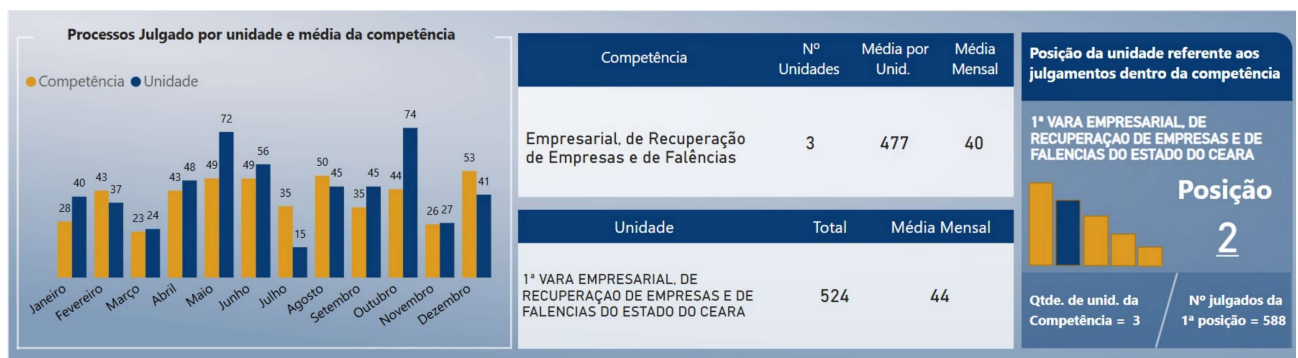 Processos Julgado por unidade e média da competência
Competência Unidade
28 40 43 37 23 24 43 48 49 72 49 56 35 15 50 45 35 45 44 74 26 27 53 41
Janeiro Fevereiro Março Abril Maio Junho Julho Agosto Setembro Outubro Novembro Dezembro
Competência Nº Unidades Média por Unid. Média Mensal
Empresarial, de Recuperação
de Empresas e de Falências
3 477 40
Unidade Total Média Mensal
1ª VARA EMPRESARIAL, DE
RECUPERAÇAO DE EMPRESAS E DE
FALENCIAS DO ESTADO DO CEARA
524 44
Posição da unidade referente aos
julgamentos dentro da competência
1ª VARA EMPRESARIAL, DE
RECUPERAÇAO DE EMPRESAS E DE
FALENCIAS DO ESTADO DO CEARA
Posição
2
Qtde. de unid. da
Competência = 3
Nº julgados da
1ª posição = 588